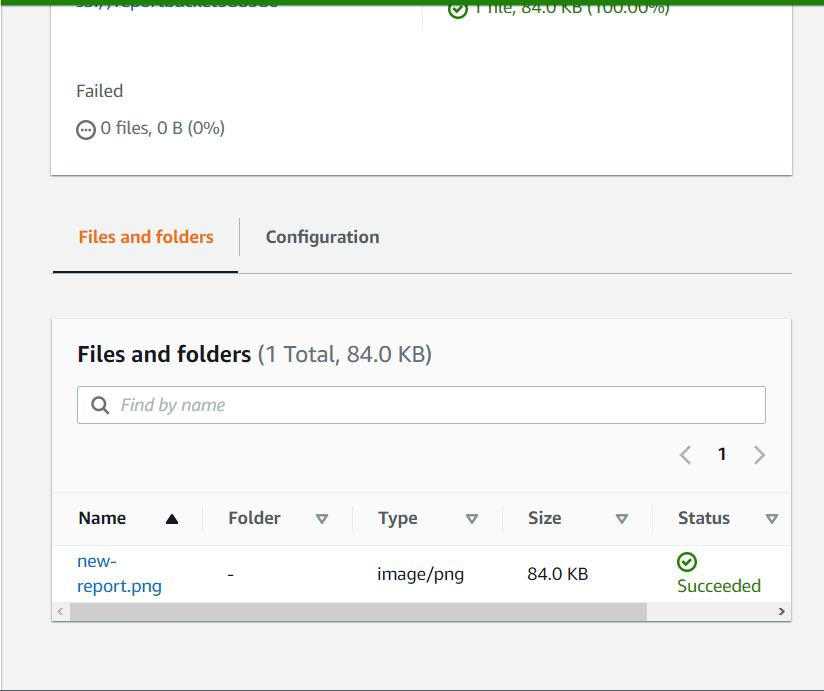 1 file, 84.0 KB (100.00%)
Failed
0 files, 0 B (0%)
Files and folders
Configuration
Files and folders (1 Total, 84.0 KB)
Find by name
1
Name Folder Type Size Status
new-report.png - image/png 84.0 KB Succeeded